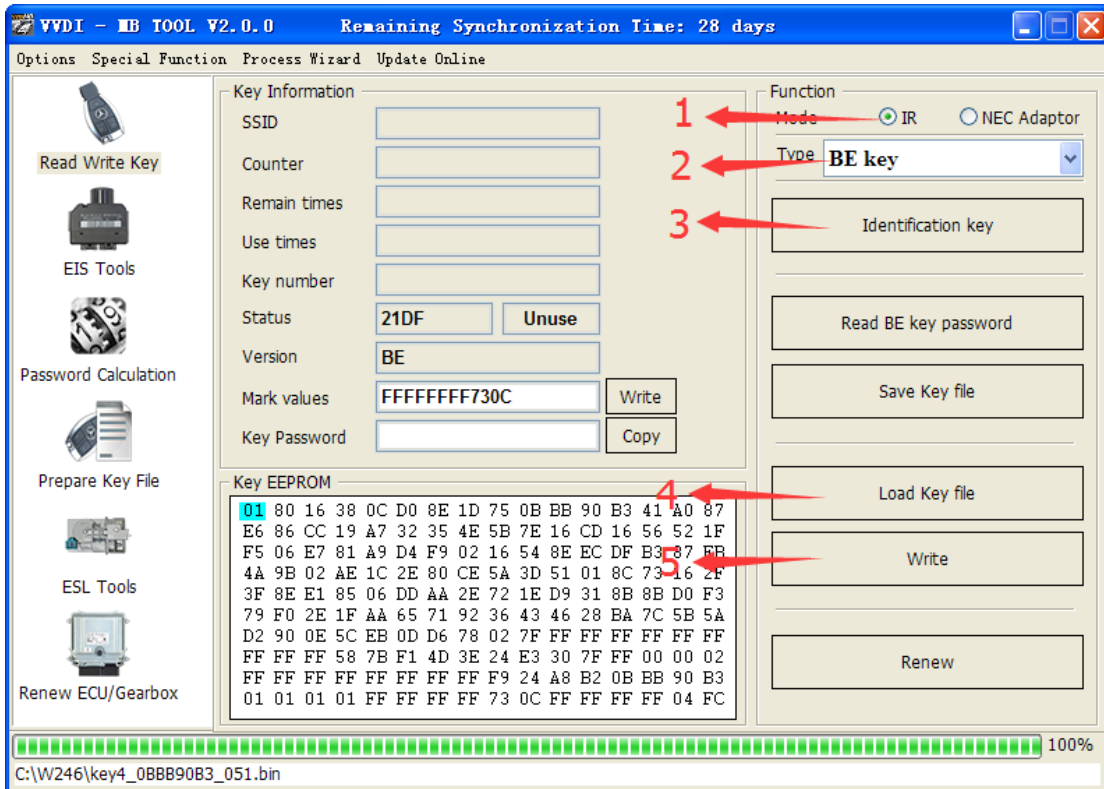 VVDI - MB TOOL V2.0.0 Remaining Synchronization Time: 28 days
Options Special Function Process Wizard Update Online
Read Write Key
EIS Tools
Password Calculation
Prepare Key File
ESL Tools
Renew ECU/Gearbox
Key Information
SSID
Counter
Remain times
Use times
Key number
Status 21DF Unuse
Version BE
Mark values FFFFFFFF730C Write
Key Password Copy
Key EEPROM
01 80 16 38 0C D0 8E 1D 75 0B BB 90 B3 41 A0 87
E6 86 CC 19 A7 32 35 4E 5B 7E 16 CD 16 56 52 1F
F5 06 E7 81 A9 D4 F9 02 16 54 8E EC DF B3 87 FB
4A 9B 02 AE 1C 2E 80 CE 5A 3D 51 01 8C 73 16 2F
3F 8E E1 85 06 DD AA 2E 72 1E D9 31 8B 8B D0 F3
79 F0 2E 1F AA 65 71 92 36 43 46 28 BA 7C 5B 5A
D2 90 0E 5C EB 0D D6 78 02 7F FF FF FF FF FF FF
FF FF FF 58 7B F1 4D 3E 24 E3 30 7F FF 00 00 02
FF FF FF FF FF FF FF FF F9 24 A8 B2 0B BB 90 B3
01 01 01 01 FF FF FF FF 73 0C FF FF FF FF 04 FC
Function
1 Mode IR NEC Adaptor
2 Type BE key
3 Identification key
Read BE key password
Save Key file
4 Load Key file
5 Write
Renew
100%
C:\W246\key4_0BBB90B3_051.bin